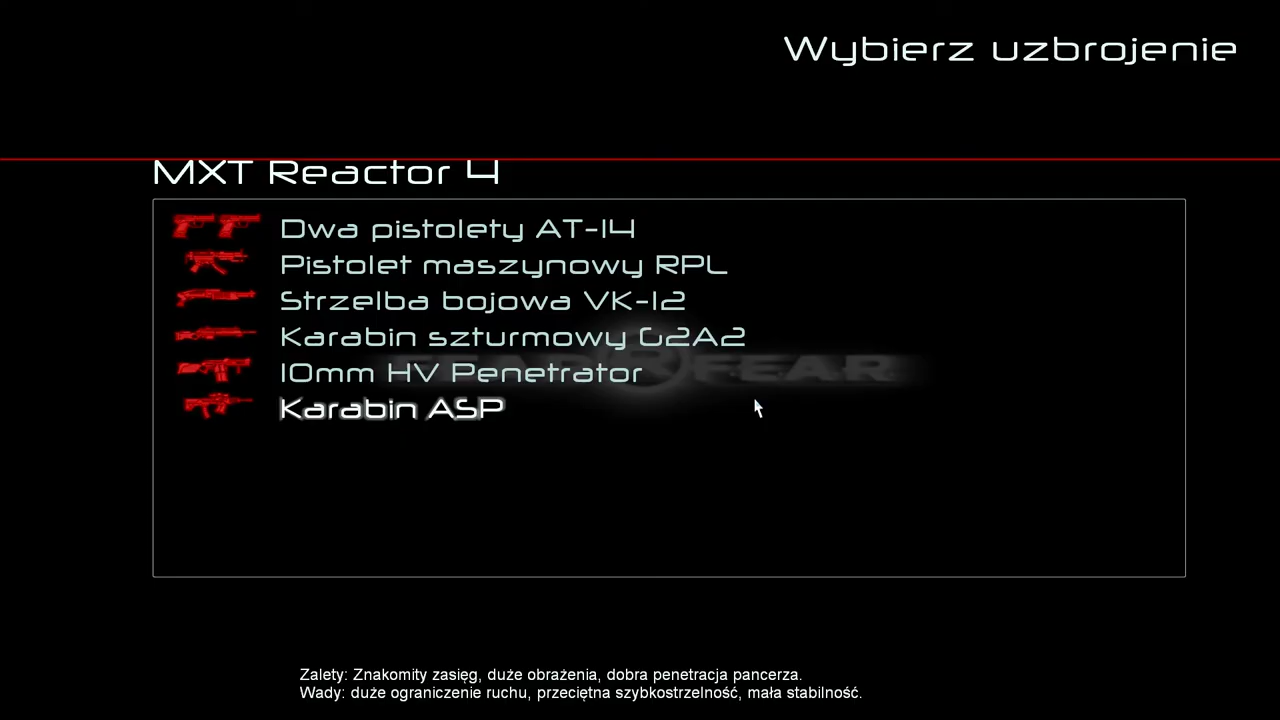 Wybierz uzbrojenie
MXT Reactor 4
Dwa pistolety AT-14
Pistolet maszynowy RPL
Strzelba bojowa VK-12
Karabin szturmowy G2A2
10mm HV Penetrator
Karabin ASP
FEAR
Zalety: Znakomity zasięg, duże obrażenia, dobra penetracja pancerza.
Wady: duże ograniczenie ruchu, przeciętna szybkostrzelność, mała stabilność.